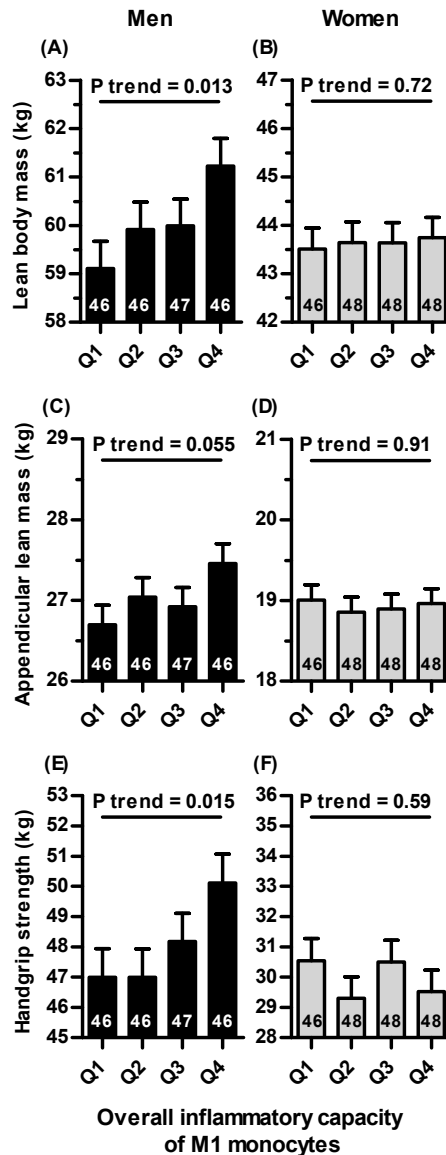 Men Women
(A) (B)
Lean body mass (kg)
P trend = 0.013 P trend = 0.72
63 47
62 46
61 45
60 44
59 43
58 42
46 46 47 46 46 48 48 48
Q1 Q2 Q3 Q4 Q1 Q2 Q3 Q4
(C) (D)
Appendicular lean mass (kg)
P trend = 0.055 P trend = 0.91
29 21
28 20
27 19
26 18
46 46 47 46 46 48 48 48
Q1 Q2 Q3 Q4 Q1 Q2 Q3 Q4
(E) (F)
Handgrip strength (kg)
P trend = 0.015 P trend = 0.59
53 36
52 35
51 34
50 33
49 32
48 31
47 30
46 29
45 28
46 46 47 46 46 48 48 48
Q1 Q2 Q3 Q4 Q1 Q2 Q3 Q4
Overall inflammatory capacity
of M1 monocytes